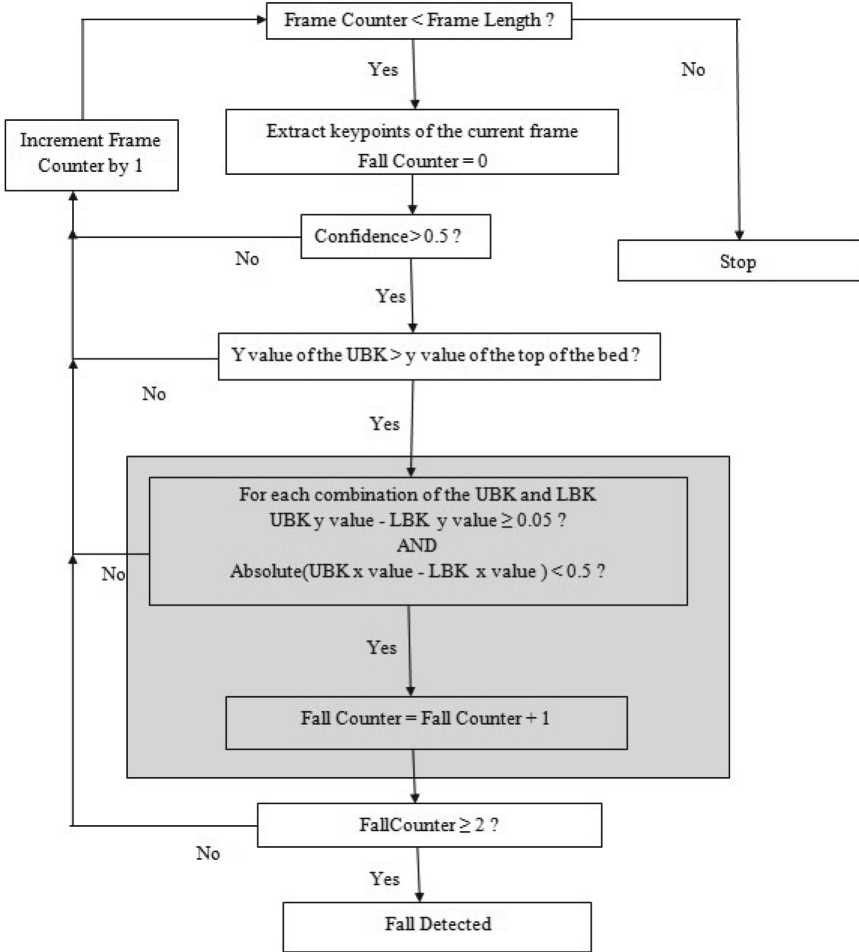 Frame Counter < Frame Length ?
Yes
No
Increment Frame
Counter by 1
Extract keypoints of the current frame
Fall Counter = 0
Confidence > 0.5 ?
No
Stop
Yes
Y value of the UBK > y value of the top of the bed ?
No
Yes
For each combination of the UBK and LBK
UBK y value - LBK y value ≥ 0.05 ?
AND
No
Absolute(UBK x value - LBK x value ) < 0.5 ?
Yes
Fall Counter = Fall Counter + 1
FallCounter ≥ 2 ?
No
Yes
Fall Detected